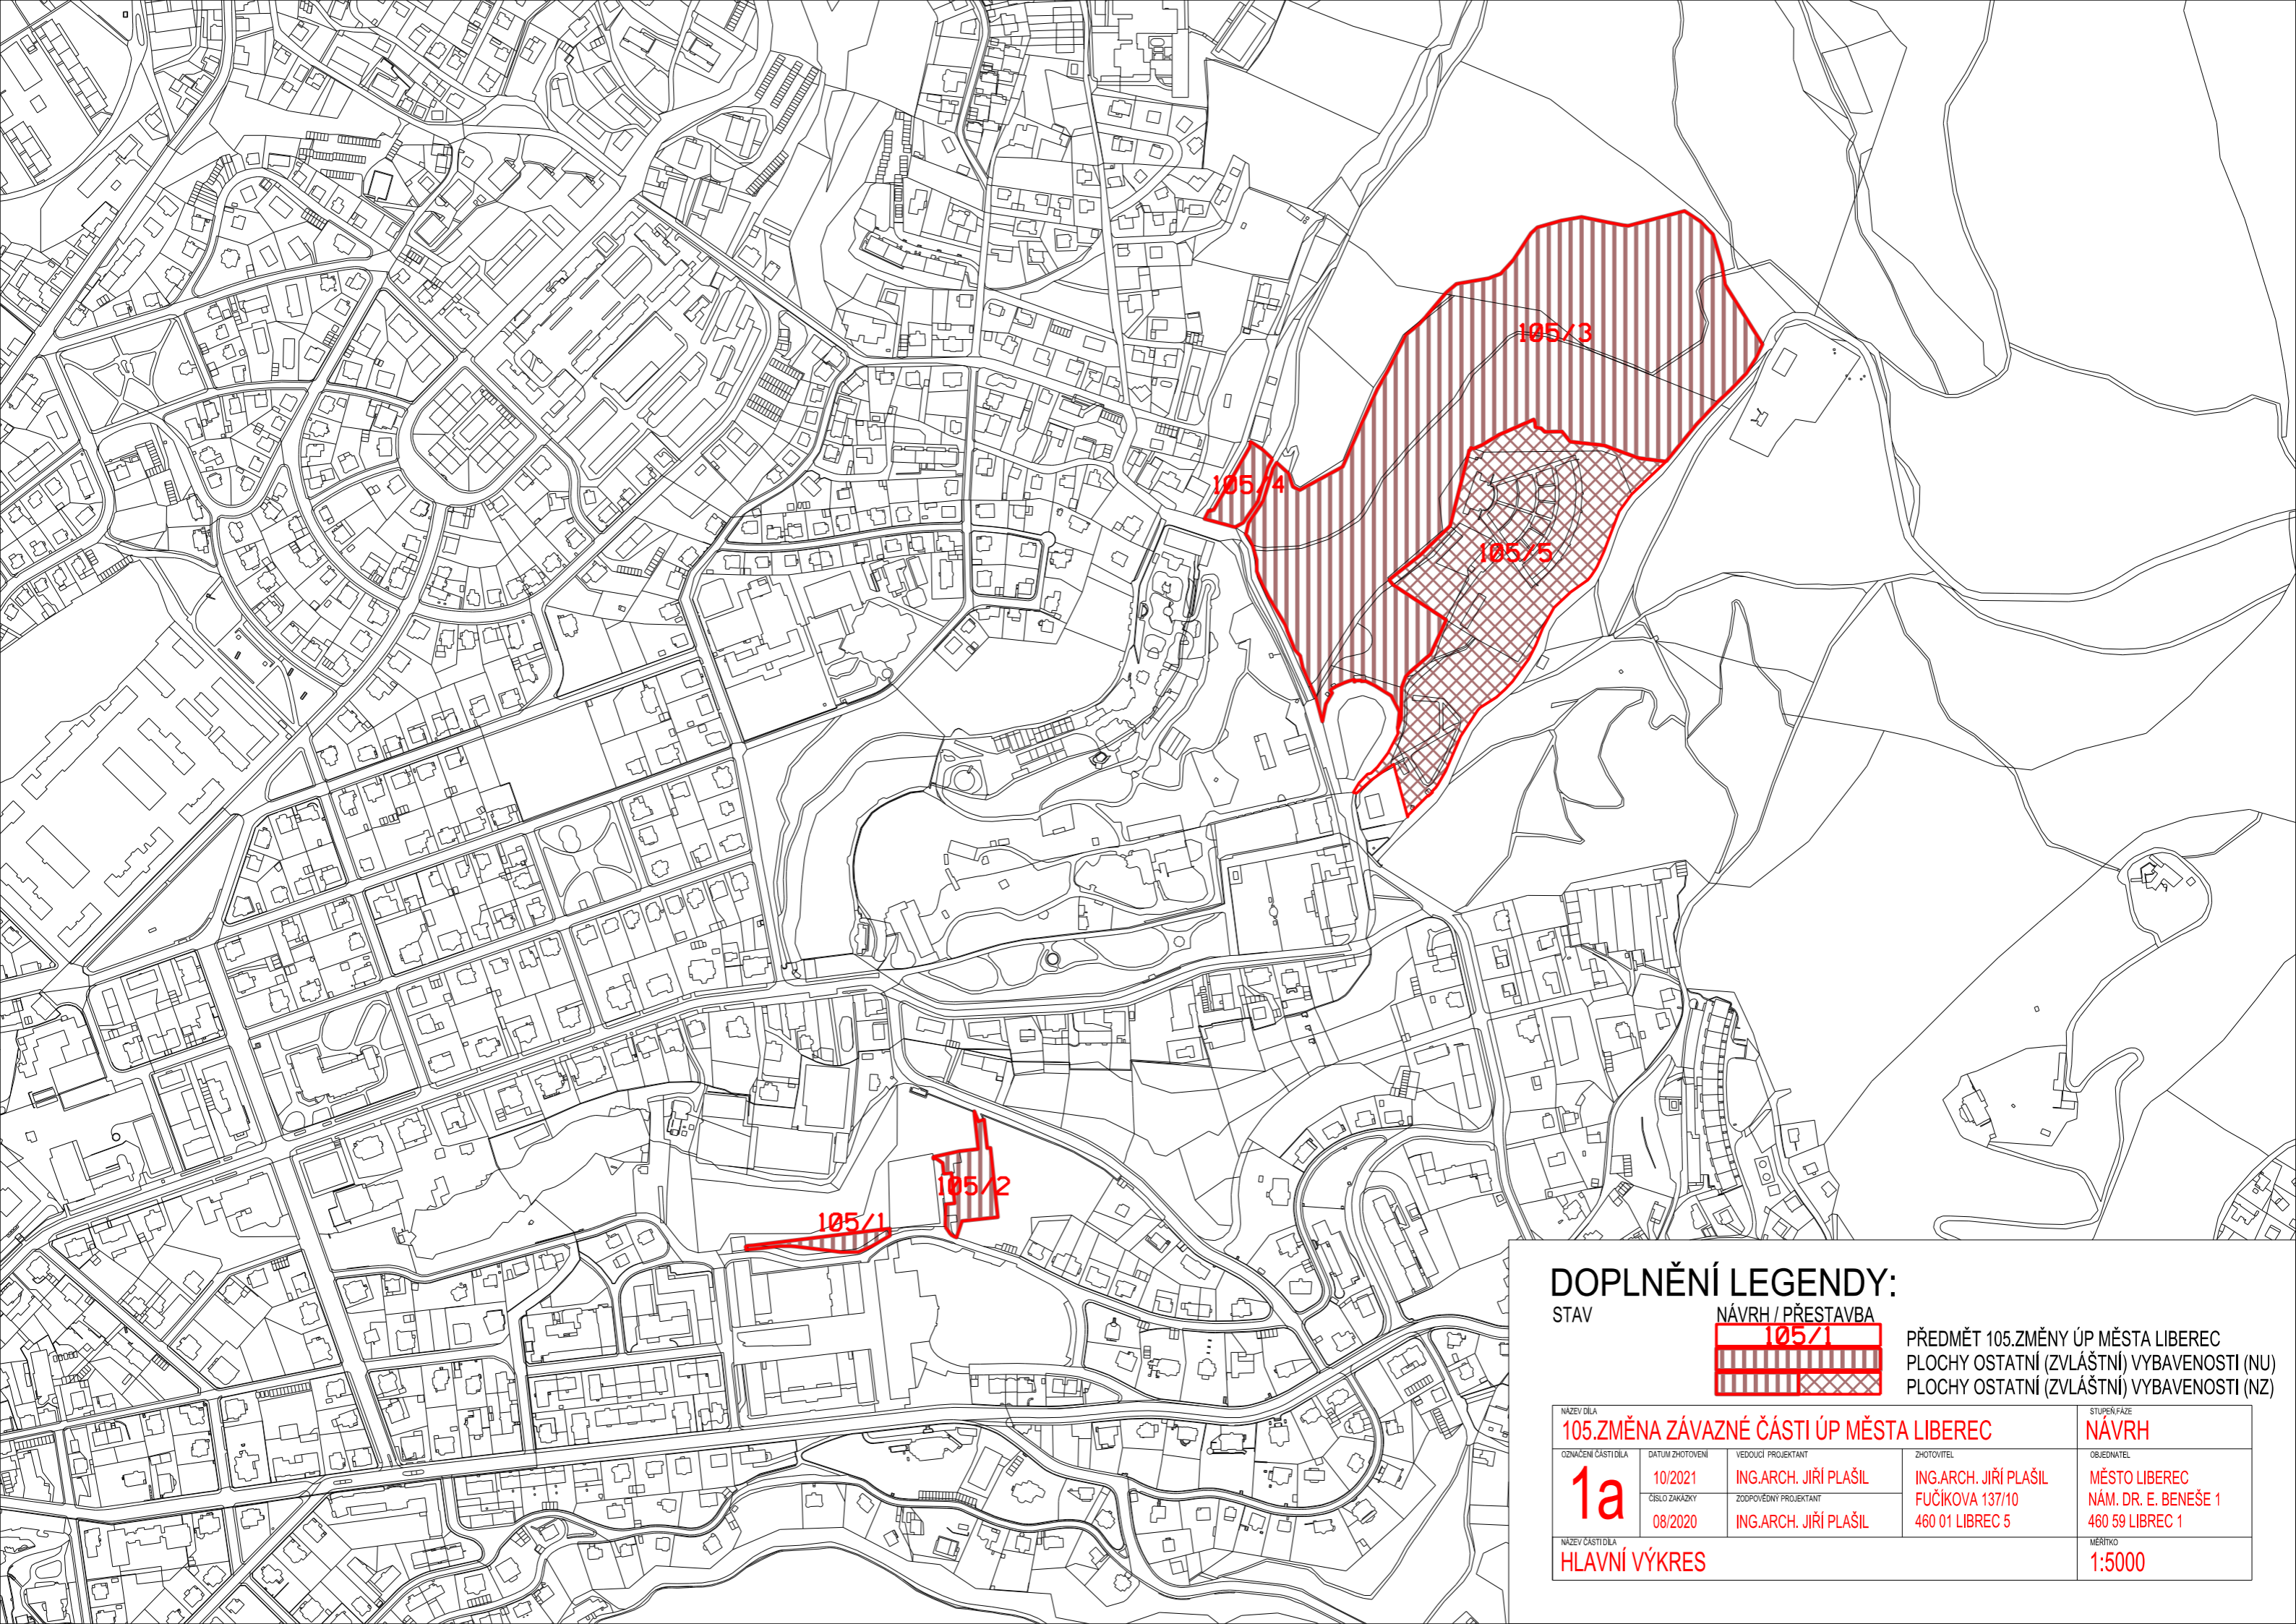 105/3
105/4
105/5
105/2
105/1
DOPLNĚNÍ LEGENDY:
STAV NÁVRH / PŘESTAVBA
105/1 PŘEDMĚT 105.ZMĚNY ÚP MĚSTA LIBEREC
PLOCHY OSTATNÍ (ZVLÁŠTNÍ) VYBAVENOSTI (NU)
PLOCHY OSTATNÍ (ZVLÁŠTNÍ) VYBAVENOSTI (NZ)
NÁZEV DÍLA
105.ZMĚNA ZÁVAZNÉ ČÁSTI ÚP MĚSTA LIBEREC
STUPEŇ,FÁZE
NÁVRH
OZNAČENÍ ČÁSTI DÍLA
1a
DATUM ZHOTOVENÍ
10/2021
ČÍSLO ZAKÁZKY
08/2020
VEDOUCÍ PROJEKTANT
ING.ARCH. JIŘÍ PLAŠIL
ZODPOVĚDNÝ PROJEKTANT
ING.ARCH. JIŘÍ PLAŠIL
ZHOTOVITEL
ING.ARCH. JIŘÍ PLAŠIL
FUČÍKOVA 137/10
460 01 LIBREC 5
OBJEDNATEL
MĚSTO LIBEREC
NÁM. DR. E. BENEŠE 1
460 59 LIBREC 1
NÁZEV ČÁSTI DÍLA
HLAVNÍ VÝKRES
MĚŘÍTKO
1:5000